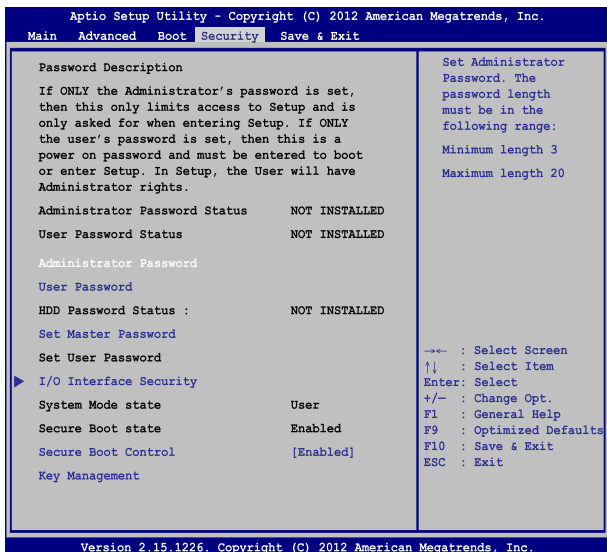 Aptio Setup Utility - Copyright (C) 2012 American Megatrends, Inc.
Main Advanced Boot Security Save & Exit
Password Description
If ONLY the Administrator's password is set,
then this only limits access to Setup and is
only asked for when entering Setup. If ONLY
the user's password is set, then this is a
power on password and must be entered to boot
or enter Setup. In Setup, the User will have
Administrator rights.
Administrator Password Status NOT INSTALLED
User Password Status NOT INSTALLED
Administrator Password
User Password
HDD Password Status : NOT INSTALLED
Set Master Password
Set User Password
I/O Interface Security
System Mode state User
Secure Boot state Enabled
Secure Boot Control [Enabled]
Key Management
Set Administrator
Password. The
password length
must be in the
following range:
Minimum length 3
Maximum length 20
→← : Select Screen
↑↓ : Select Item
Enter: Select
+/— : Change Opt.
F1 : General Help
F9 : Optimized Defaults
F10 : Save & Exit
ESC : Exit
Version 2.15.1226. Copyright (C) 2012 American Megatrends, Inc.